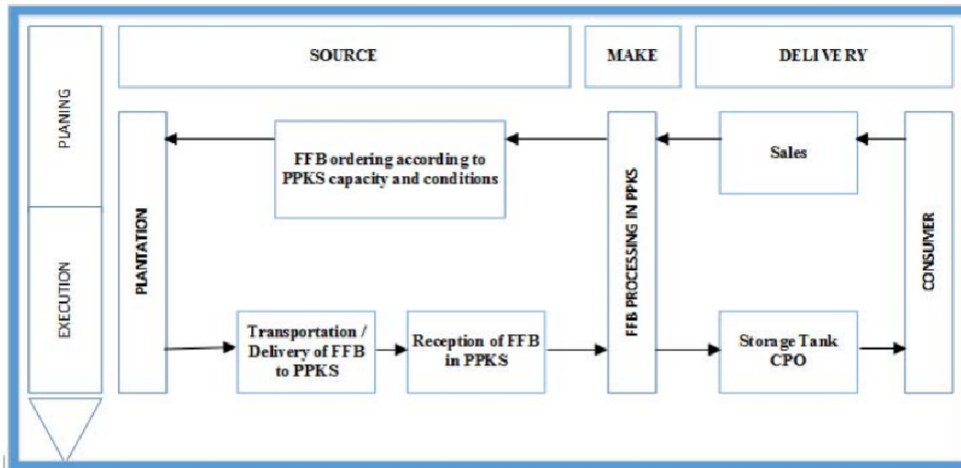 SOURCE
MAKE
DELIVERY
PLANING
EXECUTION
PLANTATION
FFB ordering according to
PPKS capacity and conditions
FFB PROCESSING IN PPKS
Sales
CONSUMER
Transportation /
Delivery of FFB
to PPKS
Reception of FFB
in PPKS
Storage Tank
CPO